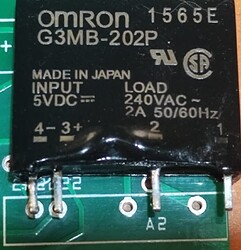 omron 1565E
G3MB-202P
MADE IN JAPAN
INPUT LOAD
5VDC⎓ 240VAC ~
2A 50/60Hz
4- 3+ 2 1
A2